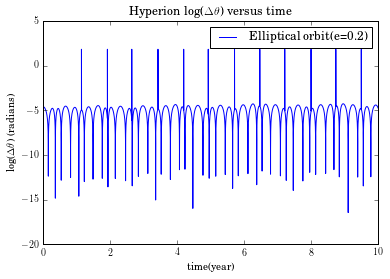 Hyperion log(Δθ) versus time
Elliptical orbit(e=0.2)
log(Δθ) (radians)
5
0
−5
−10
−15
−20
0 2 4 6 8 10
time(year)